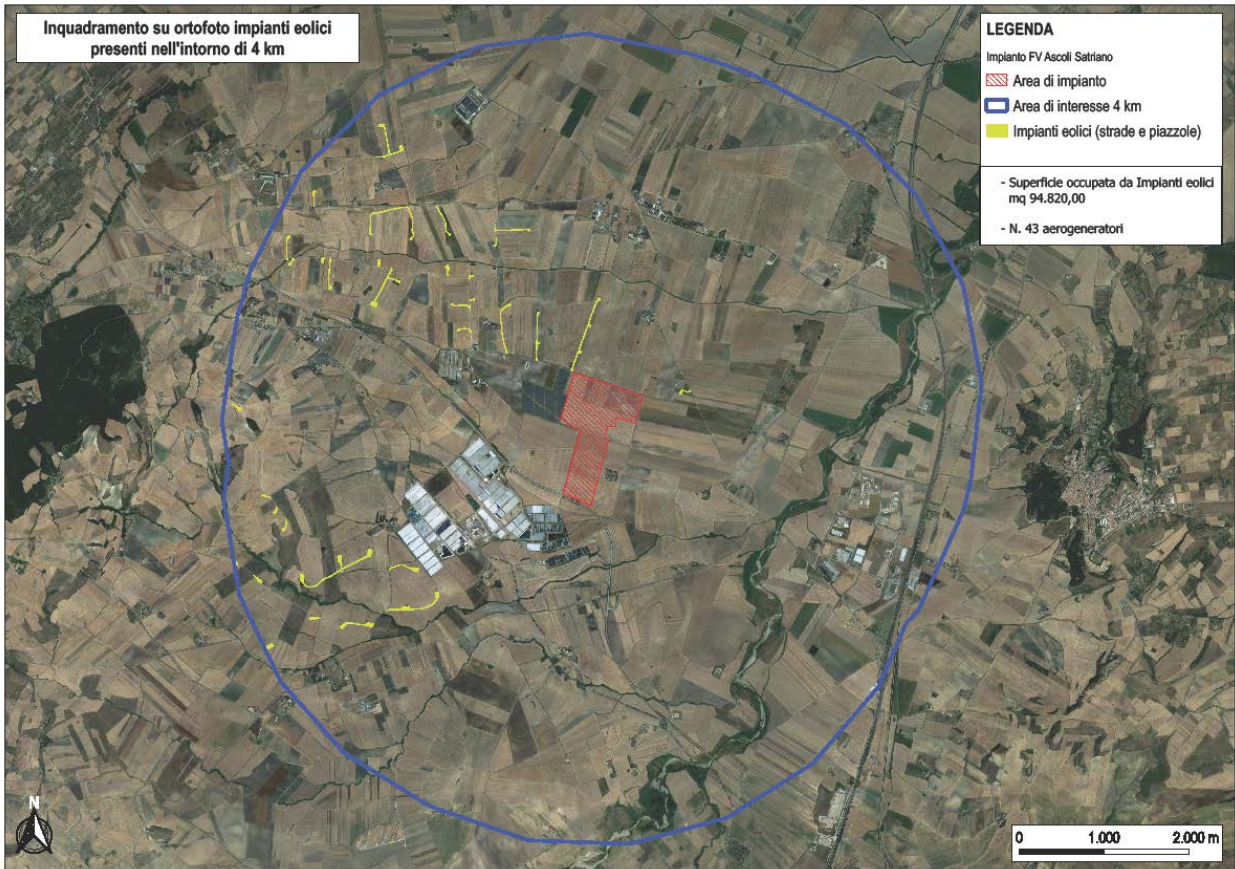 Inquadramento su ortofoto impianti eolici
presenti nell'intorno di 4 km
LEGENDA
Impianto FV Ascoli Satriano
Area di impianto
Area di interesse 4 km
Impianti eolici (strade e piazzole)
- Superficie occupata da Impianti eolici
mq 94.820,00
- N. 43 aerogeneratori
N
0 1.000 2.000 m